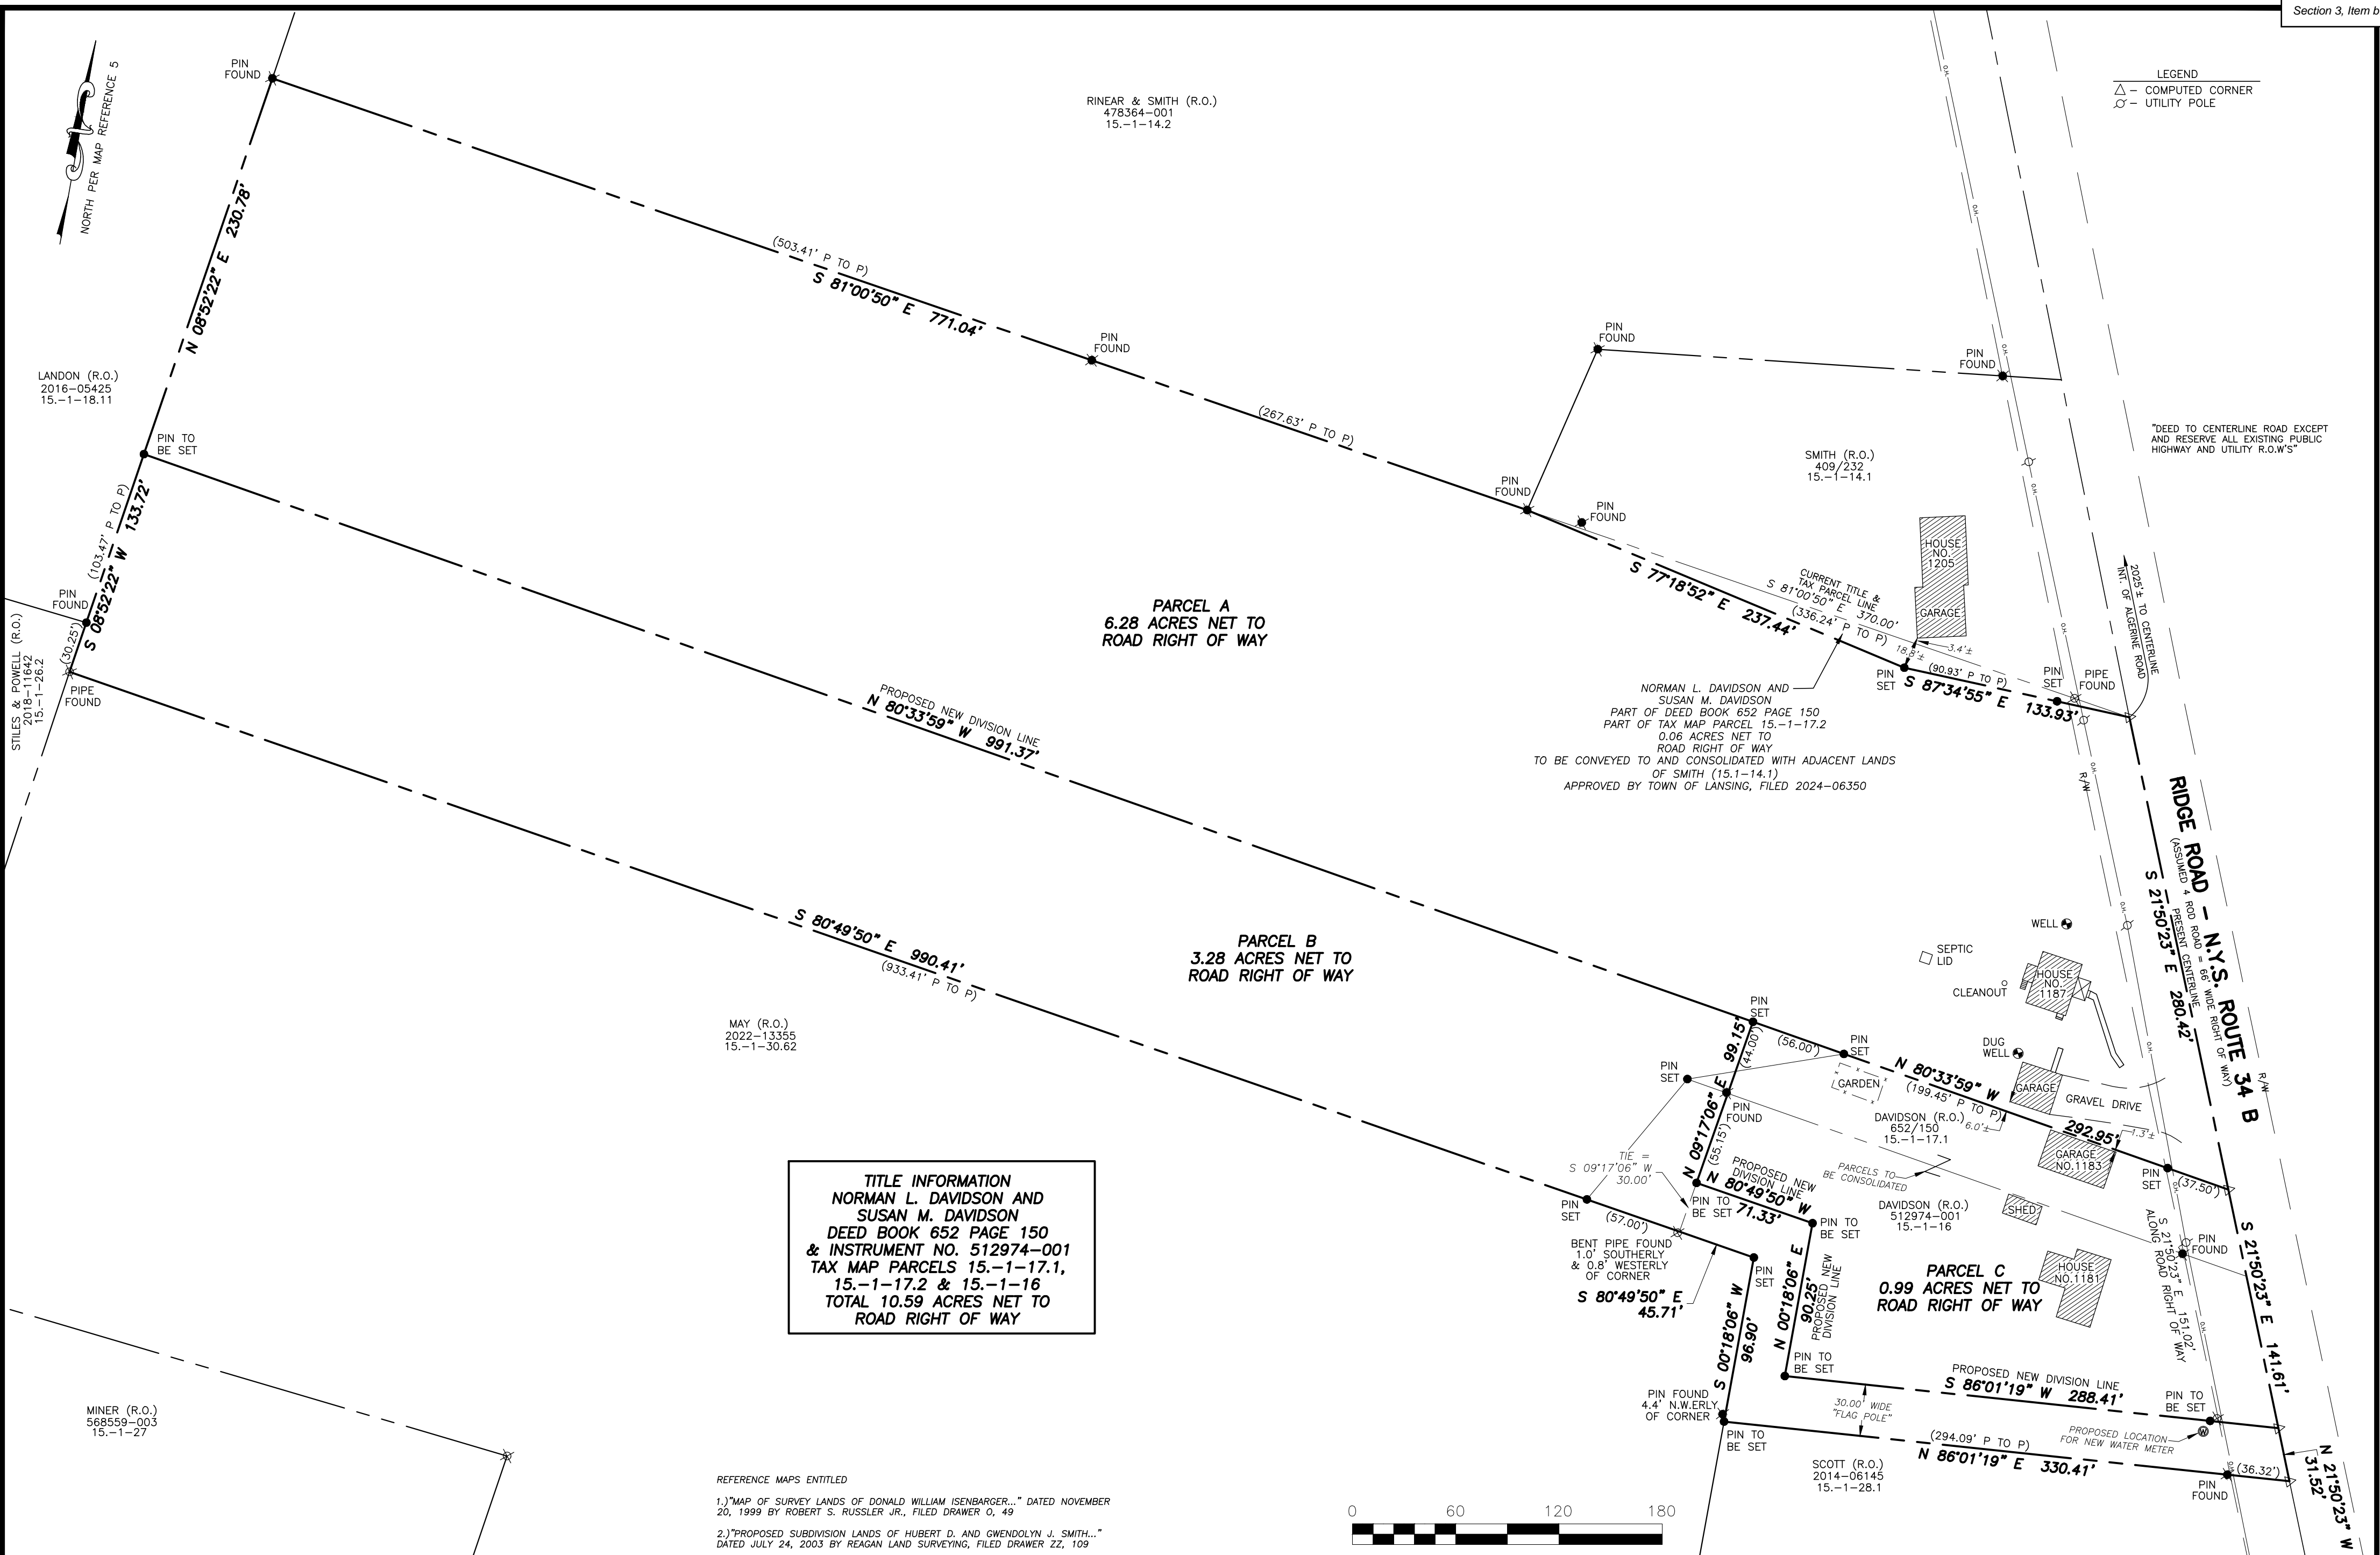 Section 3, Item b
NORTH PER MAP REFERENCE 5
PIN
FOUND
RINEAR & SMITH (R.O.)
478364-001
15.-1-14.2
LEGEND
△ - COMPUTED CORNER
- UTILITY POLE
N 08°52'22" E 230.78'
(503.41' P TO P)
S 81°00'50" E 771.04'
PIN
FOUND
(267.63' P TO P)
PIN
FOUND
PIN
FOUND
LANDON (R.O.)
2016-05425
15.-1-18.11
PIN TO
BE SET
"DEED TO CENTERLINE ROAD EXCEPT
AND RESERVE ALL EXISTING PUBLIC
HIGHWAY AND UTILITY R.O.W'S"
SMITH (R.O.)
409/232
15.-1-14.1
PIN
FOUND
PIN
FOUND
HOUSE
NO.
1205
GARAGE
(103.47' P TO P)
S 08°52'22" W 133.72'
PIN
FOUND
(30.25')
PIPE
FOUND
STILES & POWELL (R.O.)
2018-11642
15.-1-26.2
CURRENT TITLE &
TAX PARCEL LINE
S 81°00'50" E 370.00'
(336.24' P TO P)
S 77°18'52" E 237.44'
18.8'±
3.4'±
PIN
SET
(90.93' P TO P)
S 87°34'55" E 133.93'
PIN
SET
PIPE
FOUND
2025'± TO CENTERLINE
INT. OF ALGERINE ROAD
PARCEL A
6.28 ACRES NET TO
ROAD RIGHT OF WAY
NORMAN L. DAVIDSON AND
SUSAN M. DAVIDSON
PART OF DEED BOOK 652 PAGE 150
PART OF TAX MAP PARCEL 15.-1-17.2
0.06 ACRES NET TO
ROAD RIGHT OF WAY
TO BE CONVEYED TO AND CONSOLIDATED WITH ADJACENT LANDS
OF SMITH (15.1-14.1)
APPROVED BY TOWN OF LANSING, FILED 2024-06350
PROPOSED NEW DIVISION LINE
N 80°33'59" W 991.37'
R/W
RIDGE ROAD - N.Y.S. ROUTE 34 B
(ASSUMED 4 ROD ROAD = 66' WIDE RIGHT OF WAY)
PRESENT CENTERLINE
S 21°50'23" E 280.42'
R/W
S 80°49'50" E 990.41'
(933.41' P TO P)
PARCEL B
3.28 ACRES NET TO
ROAD RIGHT OF WAY
WELL
SEPTIC
LID
CLEANOUT
HOUSE
NO.
1187
MAY (R.O.)
2022-13355
15.-1-30.62
PIN
SET
(56.00')
PIN
SET
DUG
WELL
GARAGE
GRAVEL DRIVE
N 80°33'59" W
(199.45' P TO P)
292.95'
GARDEN
PIN
SET
N 09°17'06" E 99.15'
(44.00')
(55.15')
PIN
FOUND
DAVIDSON (R.O.)
652/150
15.-1-17.1
6.0'±
1.3'±
GARAGE
NO.1183
PIN
SET
(37.50')
TIE =
S 09°17'06" W
30.00'
PARCELS TO
BE CONSOLIDATED
PROPOSED NEW
DIVISION LINE
N 80°49'50" W
71.33'
PIN TO
BE SET
PIN TO
BE SET
PIN
SET
(57.00')
DAVIDSON (R.O.)
512974-001
15.-1-16
SHED
TITLE INFORMATION
NORMAN L. DAVIDSON AND
SUSAN M. DAVIDSON
DEED BOOK 652 PAGE 150
& INSTRUMENT NO. 512974-001
TAX MAP PARCELS 15.-1-17.1,
15.-1-17.2 & 15.-1-16
TOTAL 10.59 ACRES NET TO
ROAD RIGHT OF WAY
BENT PIPE FOUND
1.0' SOUTHERLY
& 0.8' WESTERLY
OF CORNER
PIN
SET
S 80°49'50" E
45.71'
N 00°18'06" E
90.25'
PROPOSED NEW
DIVISION LINE
S 00°18'06" W
96.90'
PARCEL C
0.99 ACRES NET TO
ROAD RIGHT OF WAY
HOUSE
NO.1181
PIN
FOUND
S 21°50'23" E 151.02'
ALONG ROAD RIGHT OF WAY
S 21°50'23" E 141.61'
PIN TO
BE SET
PROPOSED NEW DIVISION LINE
S 86°01'19" W 288.41'
PIN TO
BE SET
PIN FOUND
4.4' N.W.ERLY
OF CORNER
PIN TO
BE SET
30.00' WIDE
"FLAG POLE"
PROPOSED LOCATION
FOR NEW WATER METER
W
(294.09' P TO P)
N 86°01'19" E 330.41'
(36.32')
PIN
FOUND
N 21°50'23" W
31.52'
SCOTT (R.O.)
2014-06145
15.-1-28.1
MINER (R.O.)
568559-003
15.-1-27
REFERENCE MAPS ENTITLED
1.)"MAP OF SURVEY LANDS OF DONALD WILLIAM ISENBARGER..." DATED NOVEMBER
20, 1999 BY ROBERT S. RUSSLER JR., FILED DRAWER O, 49
2.)"PROPOSED SUBDIVISION LANDS OF HUBERT D. AND GWENDOLYN J. SMITH..."
DATED JULY 24, 2003 BY REAGAN LAND SURVEYING, FILED DRAWER ZZ, 109
0 60 120 180